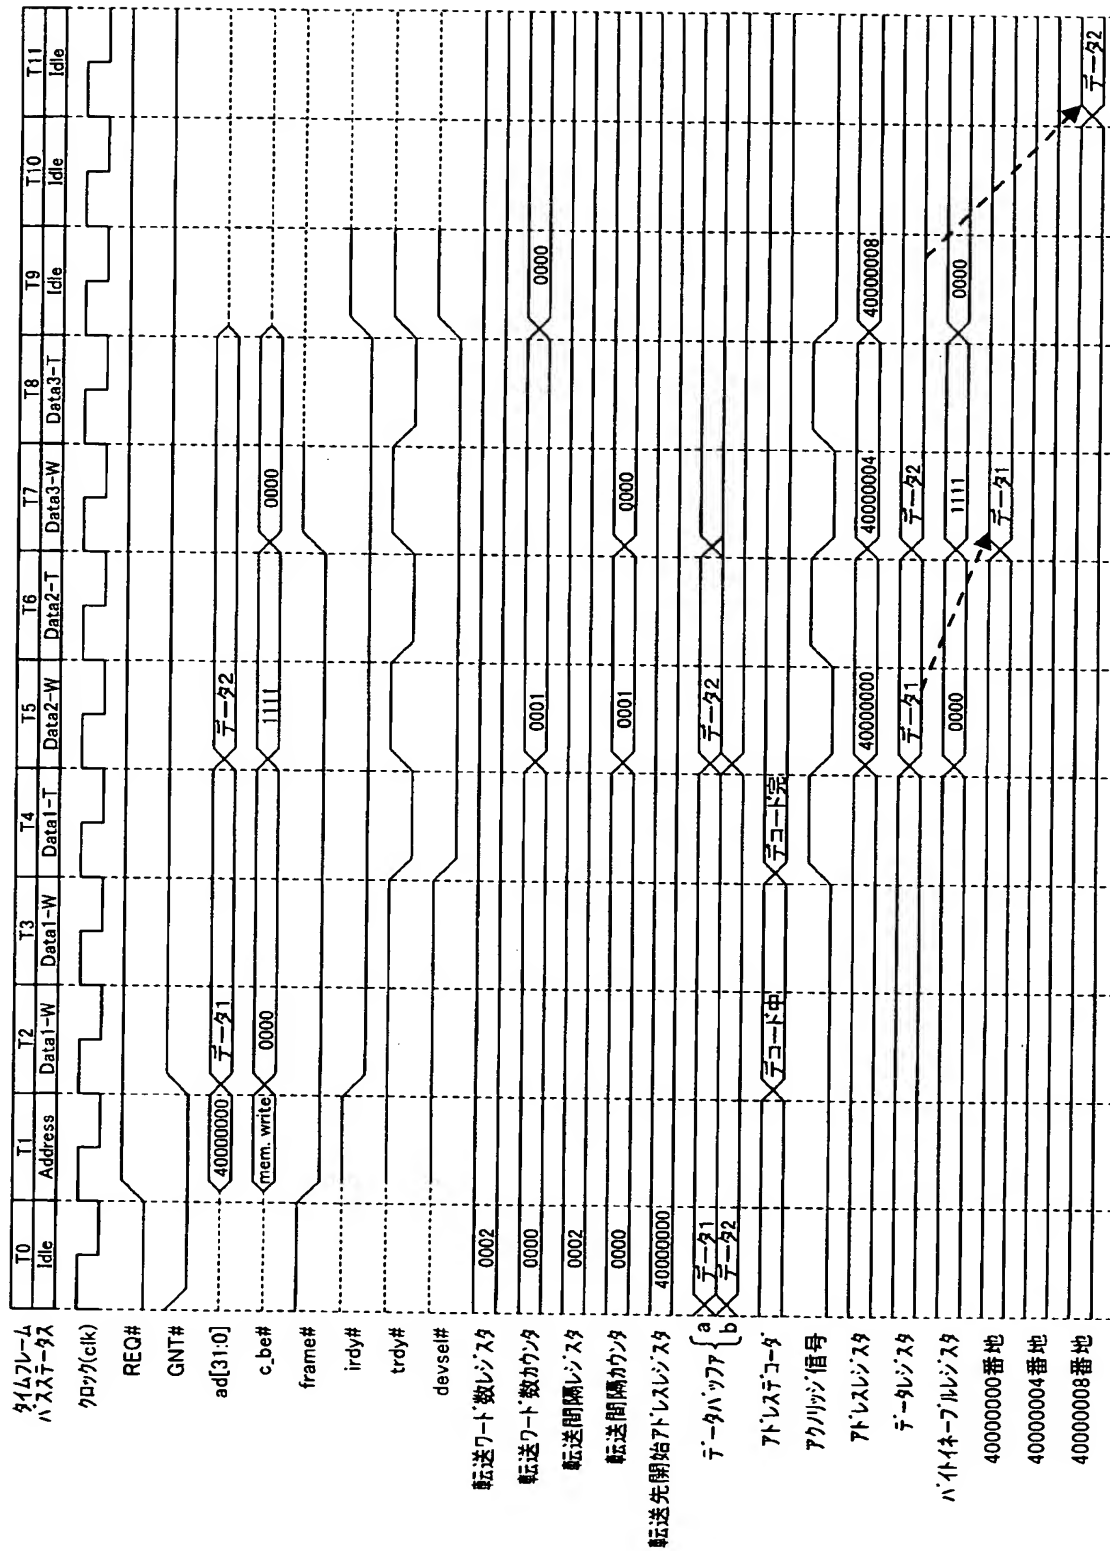 タイムフレーム T0 T1 T2 T3 T4 T5 T6 T7 T8 T9 T10 T11
バスステータス Idle Address Data1-W Data1-W Data1-T Data2-W Data2-T Data3-W Data3-T Idle Idle Idle
クロック(clk)
REQ#
GNT#
ad[31:0] 40000000 データ1 データ2
c_be# mem. write 0000 1111 0000
frame#
irdy#
trdy#
devsel#
転送ワード数レジスタ 0002
転送ワード数カウンタ 0000 0001 0000
転送間隔レジスタ 0002
転送間隔カウンタ 0000 0001 0000
転送先開始アドレスレジスタ 40000000
データバッファ { a データ1 データ2
b データ2
アドレスデコーダ デコード中 デコード完
アクノリッジ信号
アドレスレジスタ 40000000 40000004 40000008
データレジスタ データ1 データ2
バイトイネーブルレジスタ 0000 1111 0000
40000000番地 データ1
40000004番地
40000008番地 データ2